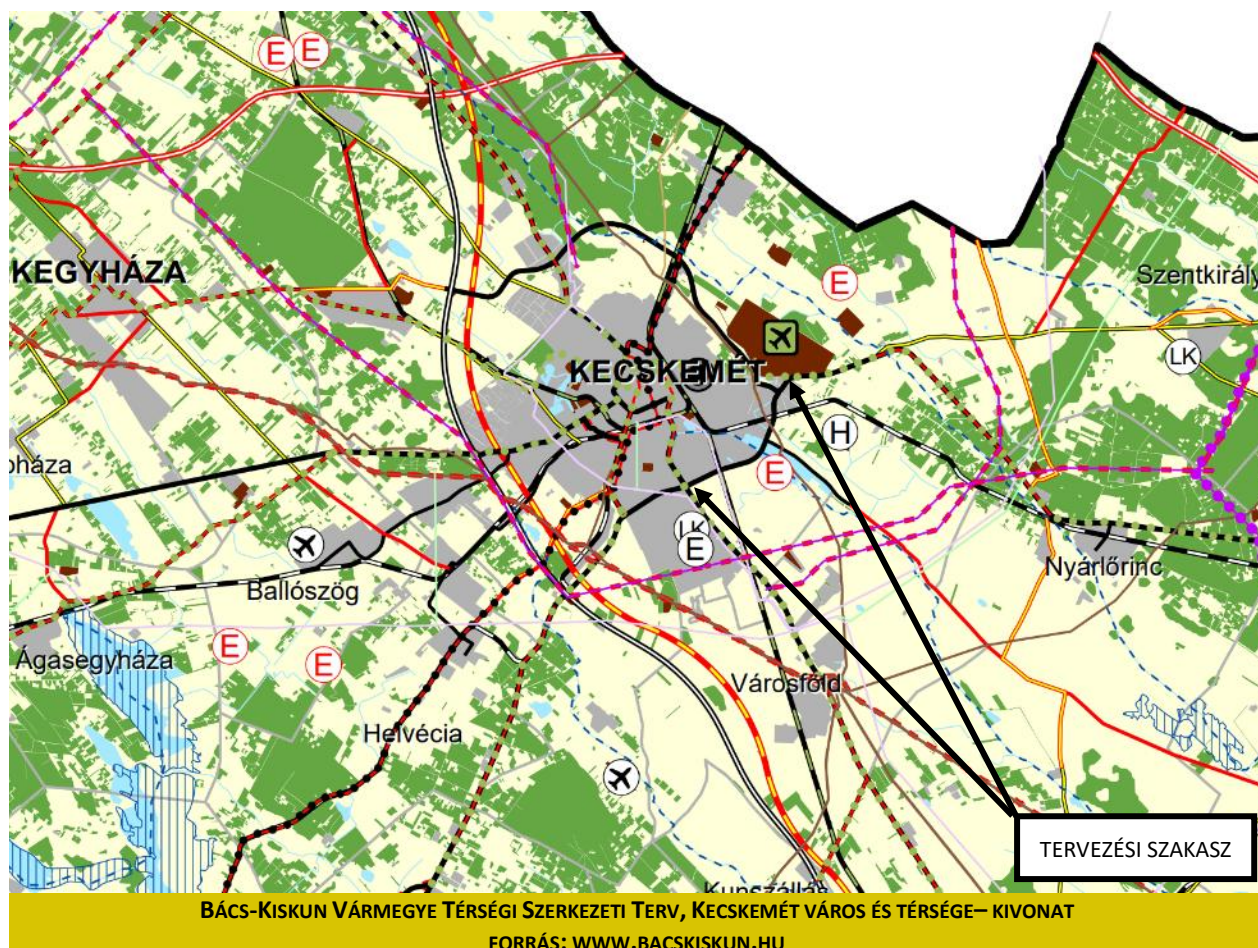 E E
KEGYHÁZA
E
Szentkirály
LK
KECSKEMÉT
H
E
LK
E
Nyárlőrinc
Ballószög
E
E
Ágasegyháza
Városföld
Helvécia
TERVEZÉSI SZAKASZ
Kunszállás
BÁCS-KISKUN VÁRMEGYE TÉRSÉGI SZERKEZETI TERV, KECSKEMÉT VÁROS ÉS TÉRSÉGE– KIVONAT
FORRÁS: WWW.BACSKISKUN.HU